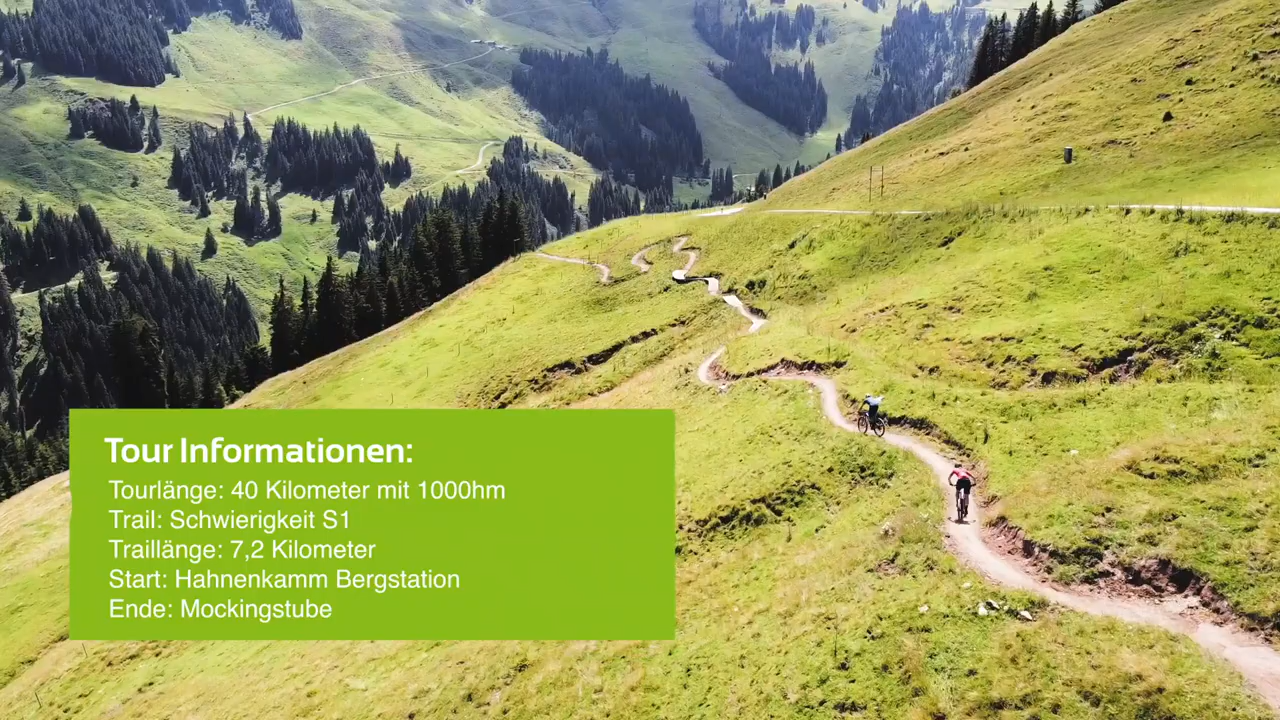 Tour Informationen:
Tourlänge: 40 Kilometer mit 1000hm
Trail: Schwierigkeit S1
Traillänge: 7,2 Kilometer
Start: Hahnenkamm Bergstation
Ende: Mockingstube